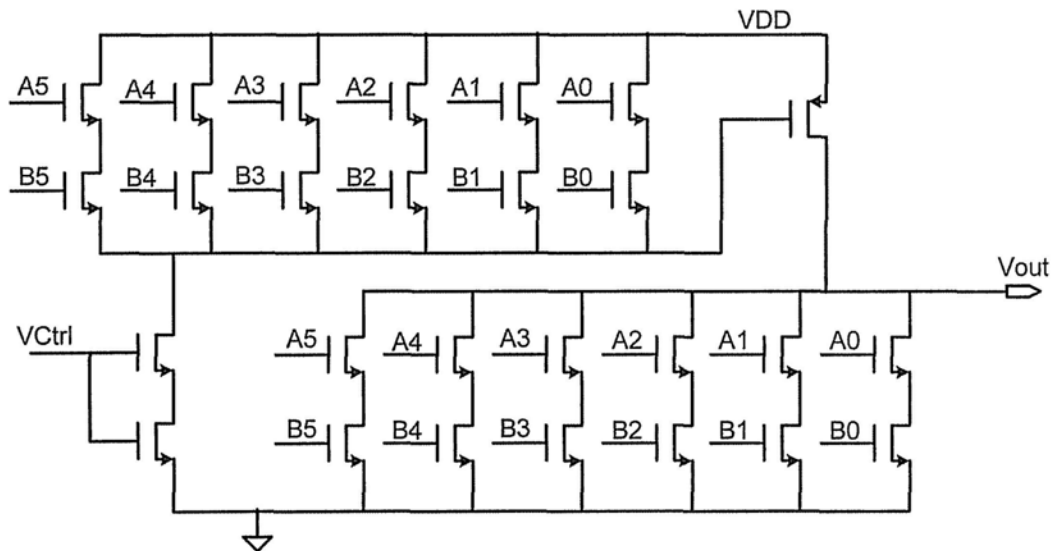 VDD
A5 A4 A3 A2 A1 A0
B5 B4 B3 B2 B1 B0
Vout
VCtrl
A5 A4 A3 A2 A1 A0
B5 B4 B3 B2 B1 B0